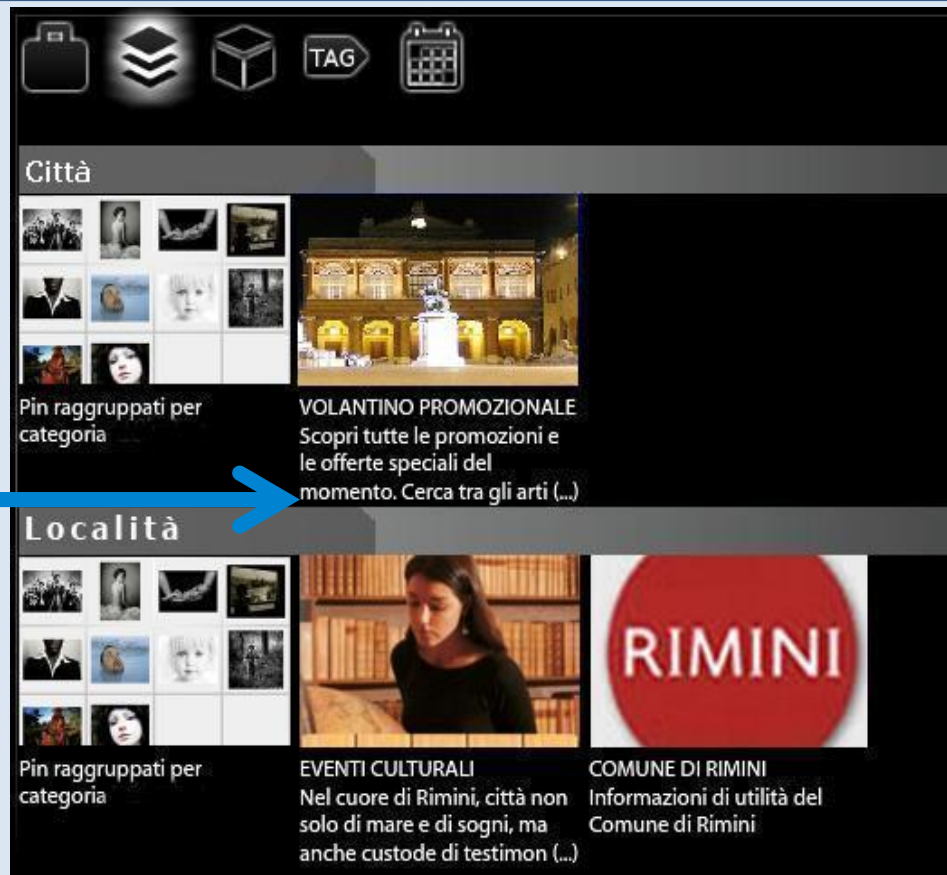 TAG
Città
Pin raggruppati per
categoria
VOLANTINO PROMOZIONALE
Scopri tutte le promozioni e
le offerte speciali del
momento. Cerca tra gli arti (...)
Località
RIMINI
Pin raggruppati per
categoria
EVENTI CULTURALI
Nel cuore di Rimini, città non
solo di mare e di sogni, ma
anche custode di testimon (...)
COMUNE DI RIMINI
Informazioni di utilità del
Comune di Rimini